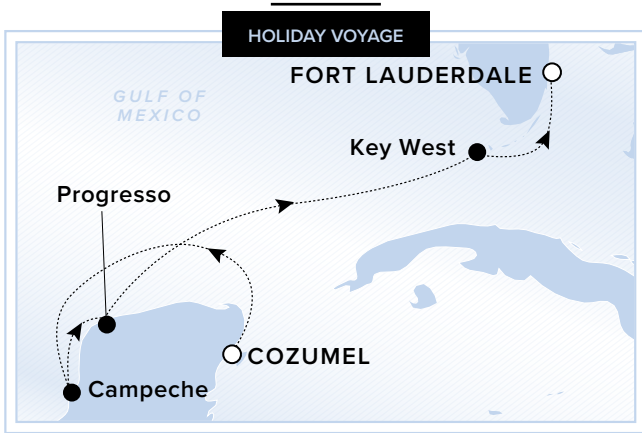 HOLIDAY VOYAGE
FORT LAUDERDALE
GULF OF
MEXICO
Key West
Progresso
COZUMEL
Campeche